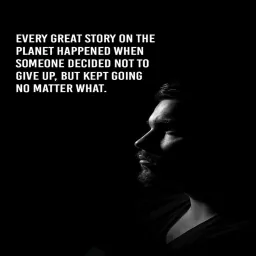 EVERY GREAT STORY ON THE
PLANET HAPPENED WHEN
SOMEONE DECIDED NOT TO
GIVE UP, BUT KEPT GOING
NO MATTER WHAT.